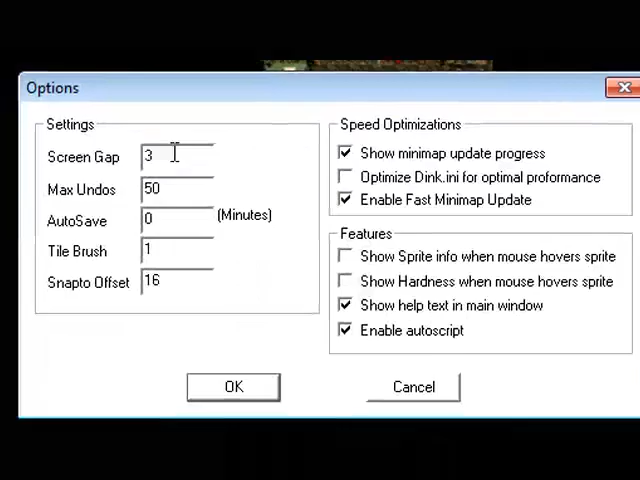 Options
Settings
Screen Gap 3
Max Undos 50
AutoSave 0 (Minutes)
Tile Brush 1
Snapto Offset 16
Speed Optimizations
Show minimap update progress
Optimize Dink.ini for optimal proformance
Enable Fast Minimap Update
Features
Show Sprite info when mouse hovers sprite
Show Hardness when mouse hovers sprite
Show help text in main window
Enable autoscript
OK Cancel